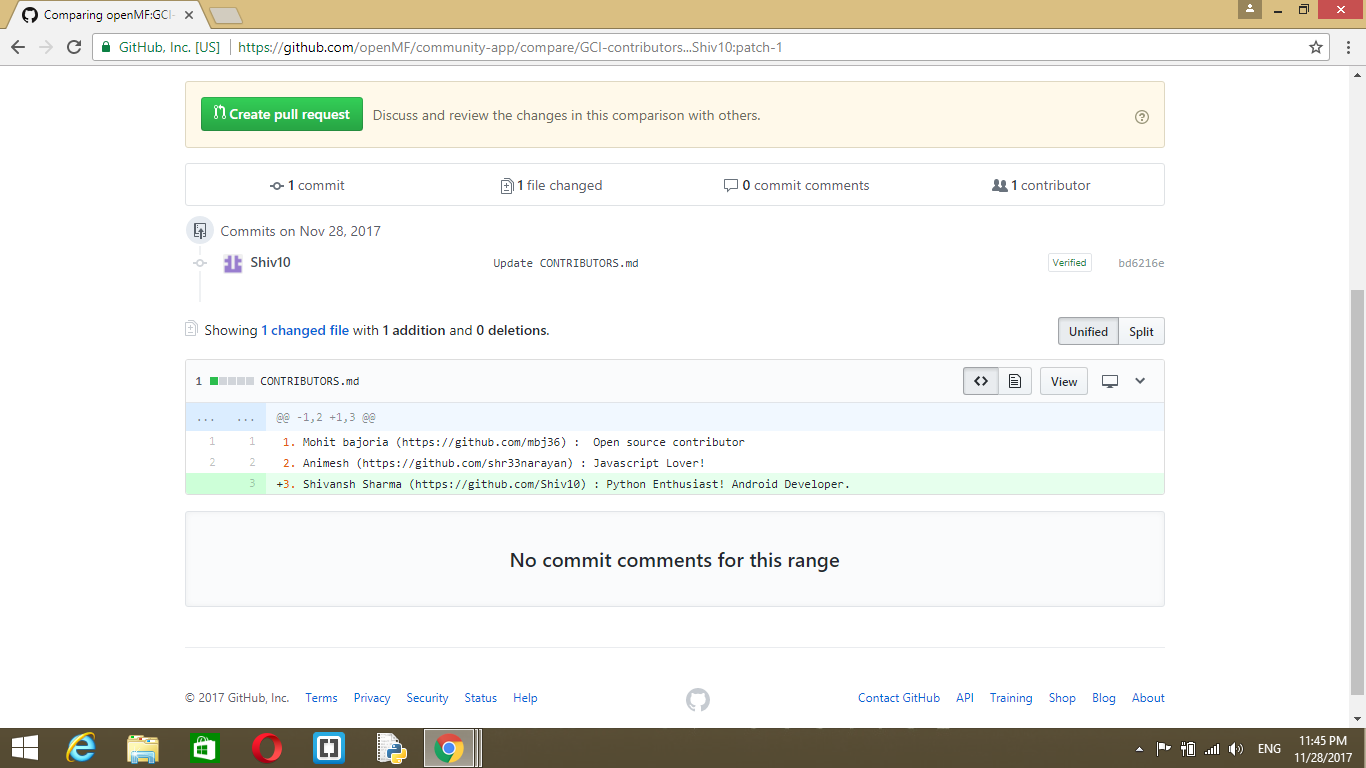 Comparing openMF:GCI-
GitHub, Inc. [US] https://github.com/openMF/community-app/compare/GCI-contributors...Shiv10:patch-1
Create pull request Discuss and review the changes in this comparison with others.
1 commit 1 file changed 0 commit comments 1 contributor
Commits on Nov 28, 2017
Shiv10 Update CONTRIBUTORS.md Verified bd6216e
Showing 1 changed file with 1 addition and 0 deletions. Unified Split
1 CONTRIBUTORS.md <> View
... ... @@ -1,2 +1,3 @@
1 1 1. Mohit bajoria (https://github.com/mbj36) :  Open source contributor
2 2 2. Animesh (https://github.com/shr33narayan) : Javascript Lover!
3 +3. Shivansh Sharma (https://github.com/Shiv10) : Python Enthusiast! Android Developer.
No commit comments for this range
© 2017 GitHub, Inc. Terms Privacy Security Status Help Contact GitHub API Training Shop Blog About
ENG 11:45 PM
11/28/2017